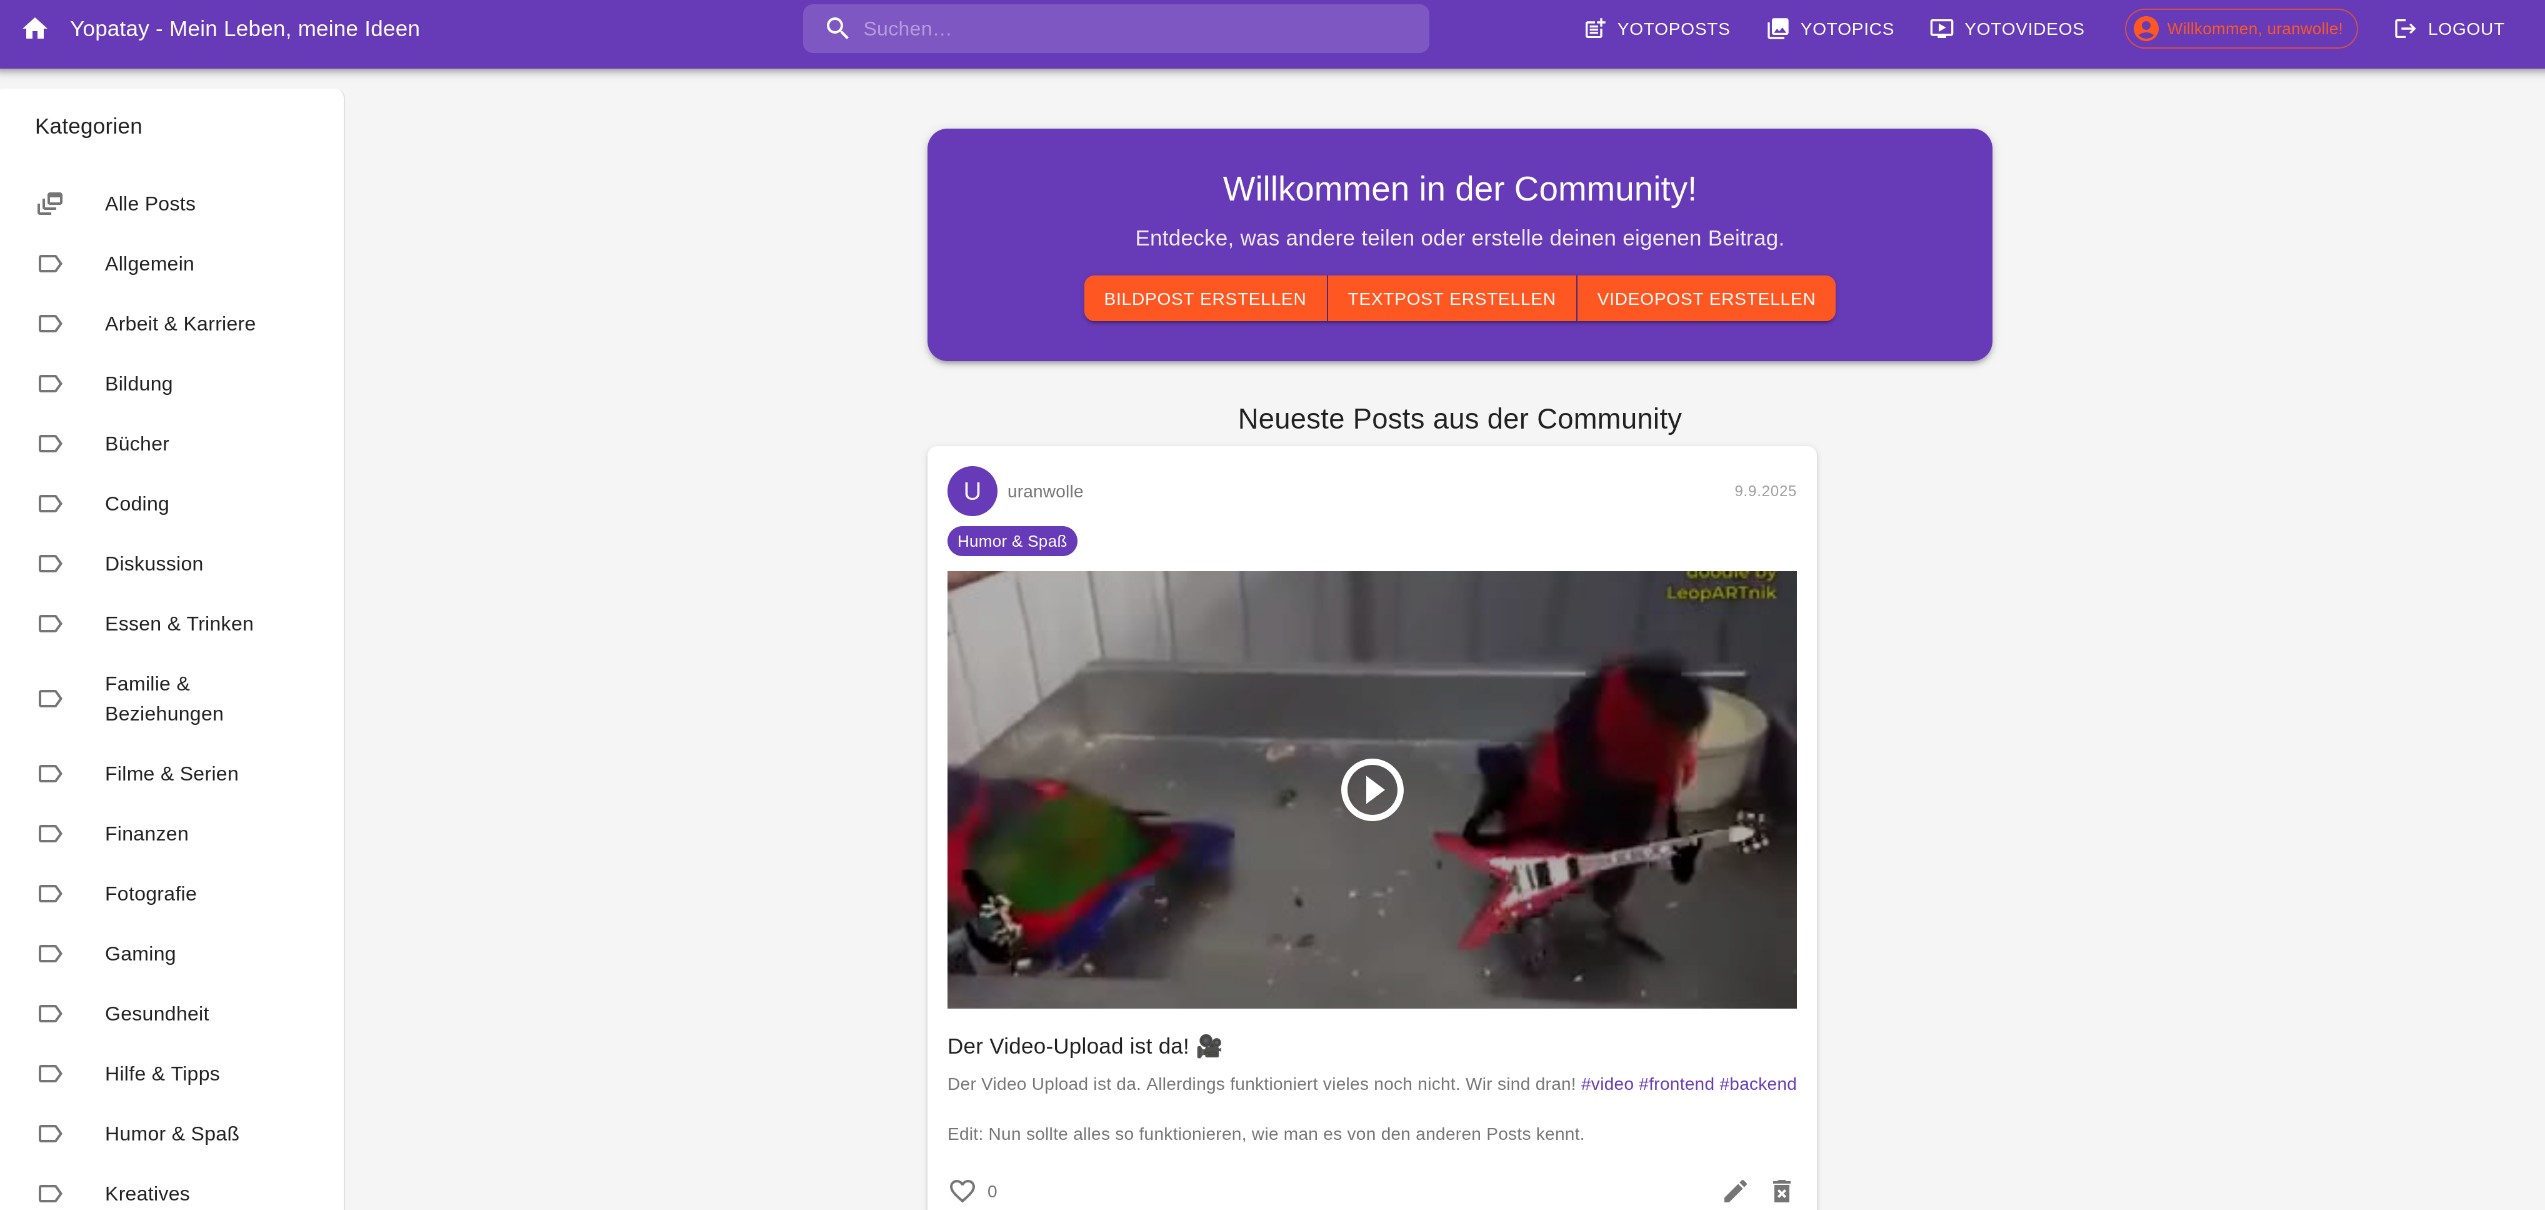 Yopatay - Mein Leben, meine Ideen
Suchen…
YOTOPOSTS
YOTOPICS
YOTOVIDEOS
Willkommen, uranwolle!
LOGOUT
Kategorien
Alle Posts
Allgemein
Arbeit & Karriere
Bildung
Bücher
Coding
Diskussion
Essen & Trinken
Familie &
Beziehungen
Filme & Serien
Finanzen
Fotografie
Gaming
Gesundheit
Hilfe & Tipps
Humor & Spaß
Kreatives
Willkommen in der Community!
Entdecke, was andere teilen oder erstelle deinen eigenen Beitrag.
BILDPOST ERSTELLEN
TEXTPOST ERSTELLEN
VIDEOPOST ERSTELLEN
Neueste Posts aus der Community
U
uranwolle
9.9.2025
Humor & Spaß
doodle by
LeopARTnik
Der Video-Upload ist da! 🎥
Der Video Upload ist da. Allerdings funktioniert vieles noch nicht. Wir sind dran! #video #frontend #backend
Edit: Nun sollte alles so funktionieren, wie man es von den anderen Posts kennt.
0